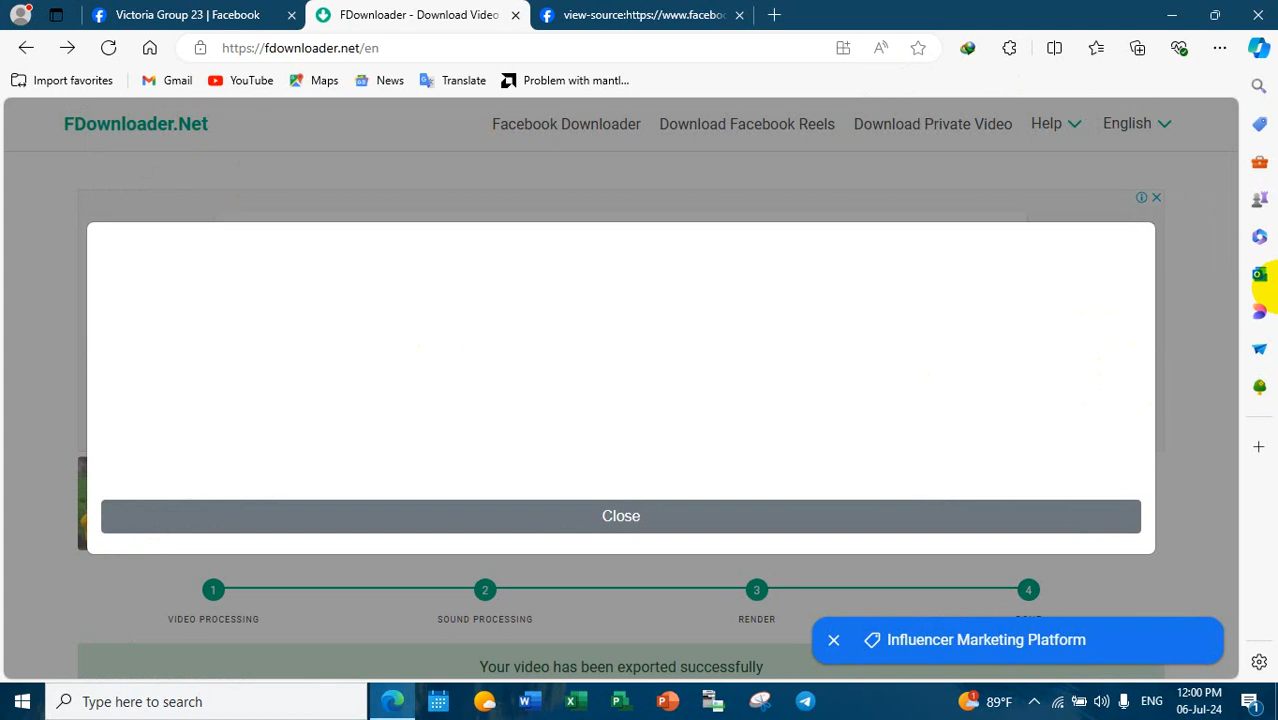 Victoria Group 23 | Facebook
FDownloader - Download Video
view-source:https://www.faceboo
https://fdownloader.net/en
Import favorites
Gmail
YouTube
Maps
News
Translate
Problem with mantl...
FDownloader.Net
Facebook Downloader
Download Facebook Reels
Download Private Video
Help
English
Close
1
2
3
4
VIDEO PROCESSING
SOUND PROCESSING
RENDER
Influencer Marketing Platform
Your video has been exported successfully
Type here to search
1
89°F
ENG
12:00 PM
06-Jul-24
1